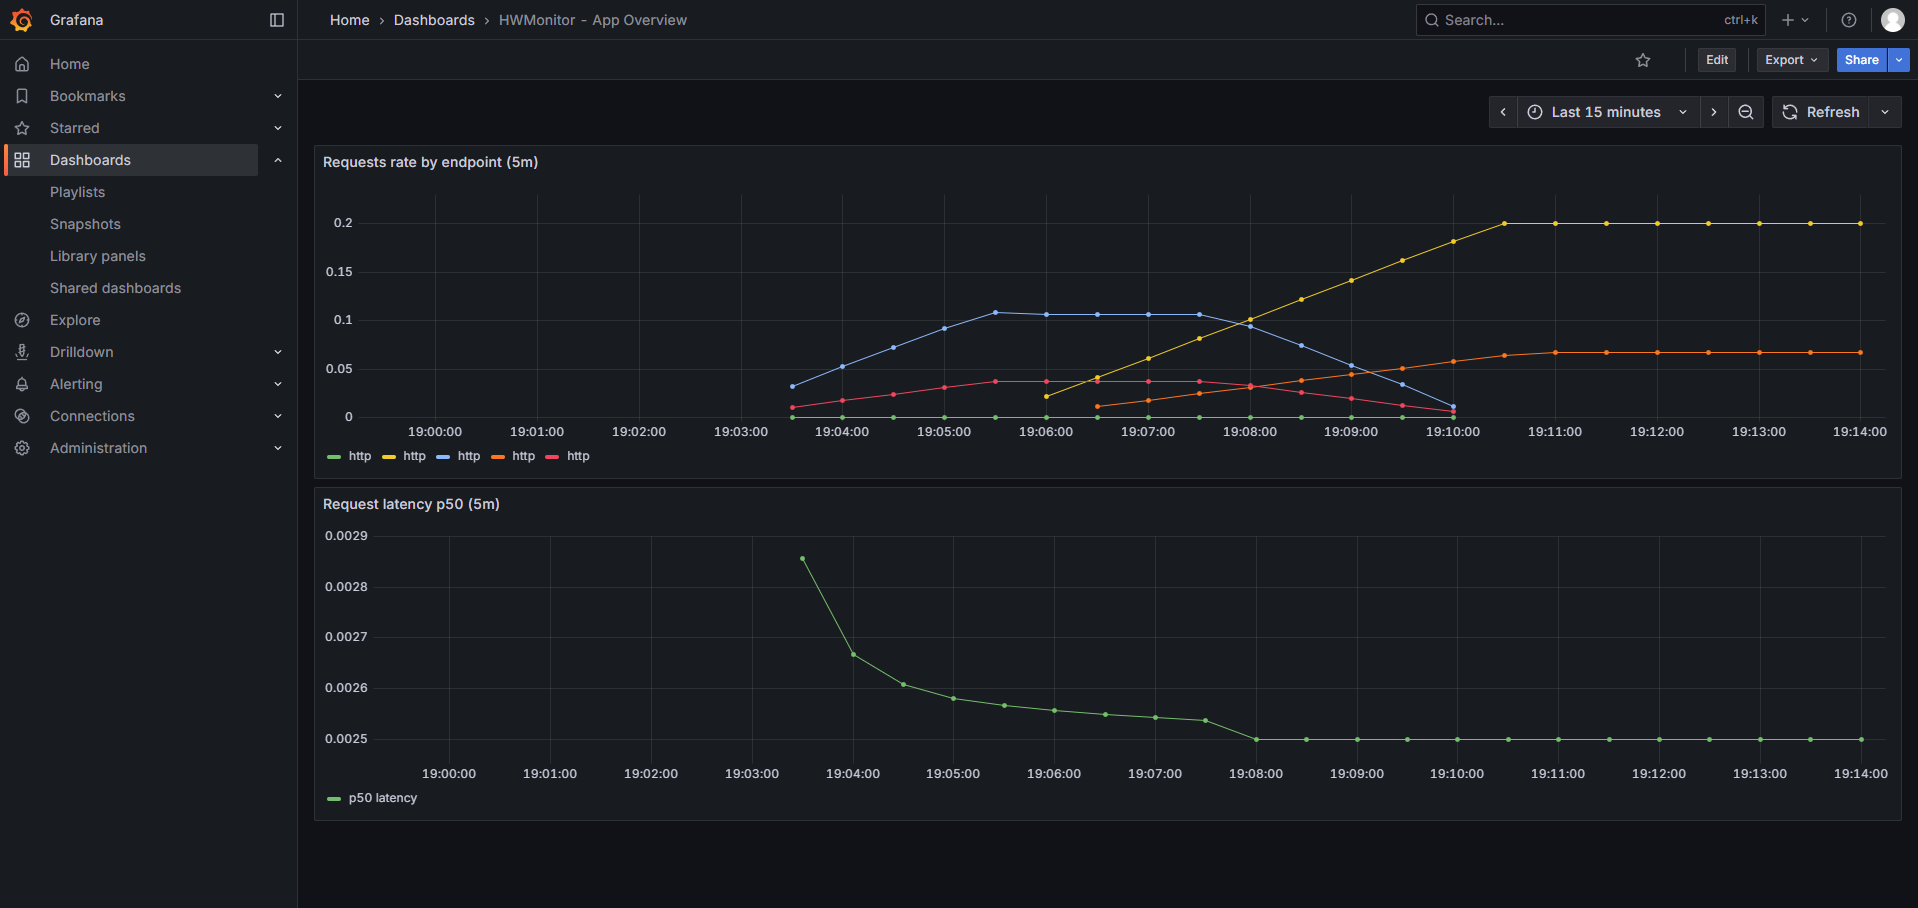 Grafana
Home › Dashboards › HWMonitor - App Overview
Search... ctrl+k
Home
Bookmarks
Starred
Dashboards
Playlists
Snapshots
Library panels
Shared dashboards
Explore
Drilldown
Alerting
Connections
Administration
Edit Export Share
Last 15 minutes Refresh
Requests rate by endpoint (5m)
0.2
0.15
0.1
0.05
0
19:00:00 19:01:00 19:02:00 19:03:00 19:04:00 19:05:00 19:06:00 19:07:00 19:08:00 19:09:00 19:10:00 19:11:00 19:12:00 19:13:00 19:14:00
http http http http http
Request latency p50 (5m)
0.0029
0.0028
0.0027
0.0026
0.0025
19:00:00 19:01:00 19:02:00 19:03:00 19:04:00 19:05:00 19:06:00 19:07:00 19:08:00 19:09:00 19:10:00 19:11:00 19:12:00 19:13:00 19:14:00
p50 latency